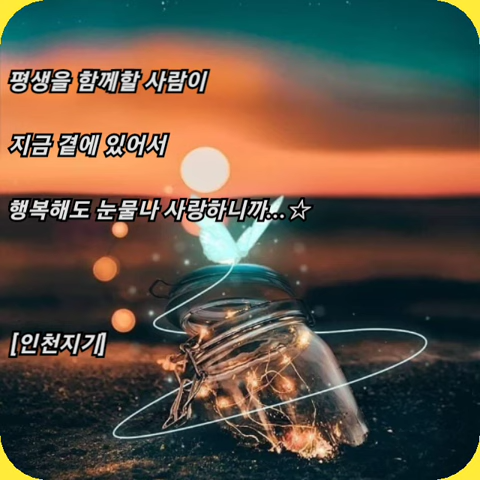 평생을 함께할 사람이
지금 곁에 있어서
행복해도 눈물나 사랑하니까...☆
[인천지기]